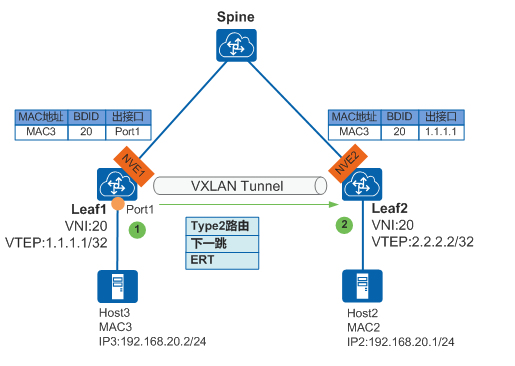 Spine
MAC地址 BDID 出接口
MAC3 20 Port1
MAC地址 BDID 出接口
MAC3 20 1.1.1.1
NVE1
NVE2
VXLAN Tunnel
Leaf1
Port1
VNI:20
VTEP:1.1.1.1/32
1
Type2路由
下一跳
ERT
2
Leaf2
VNI:20
VTEP:2.2.2.2/32
Host3
MAC3
IP3:192.168.20.2/24
Host2
MAC2
IP2:192.168.20.1/24